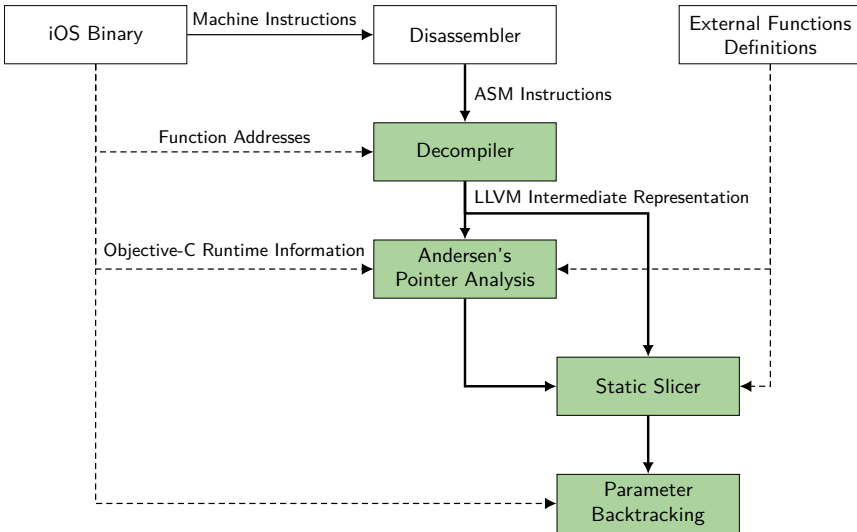 Machine Instructions
iOS Binary
Disassembler
External Functions
Definitions
ASM Instructions
Function Addresses
Decompiler
LLVM Intermediate Representation
Objective-C Runtime Information
Andersen's
Pointer Analysis
Static Slicer
Parameter
Backtracking